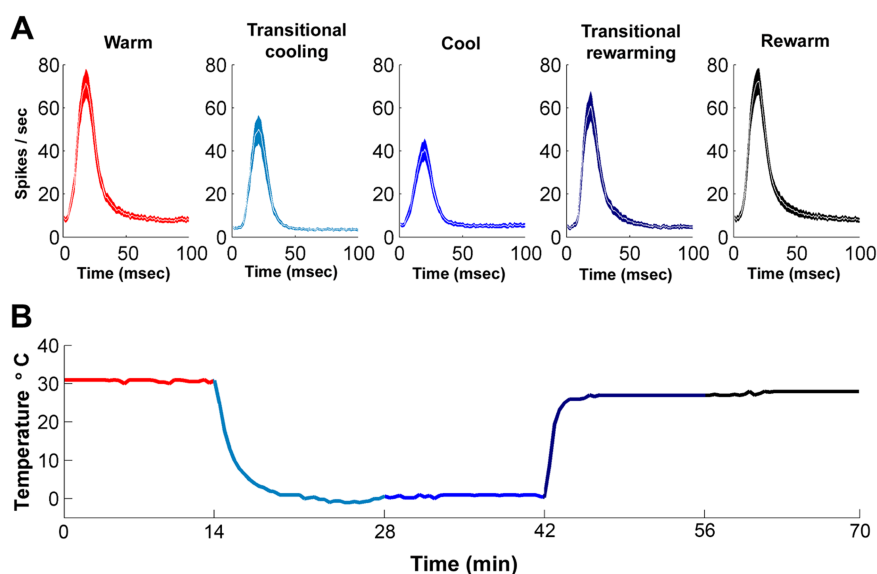 A
Warm
Transitional
cooling
Cool
Transitional
rewarming
Rewarm
Spikes / sec
80
60
40
20
0
0 50 100
Time (msec)
80
60
40
20
0
0 50 100
Time (msec)
80
60
40
20
0
0 50 100
Time (msec)
80
60
40
20
0
0 50 100
Time (msec)
80
60
40
20
0
0 50 100
Time (msec)
B
Temperature ° C
40
30
20
10
0
0 14 28 42 56 70
Time (min)